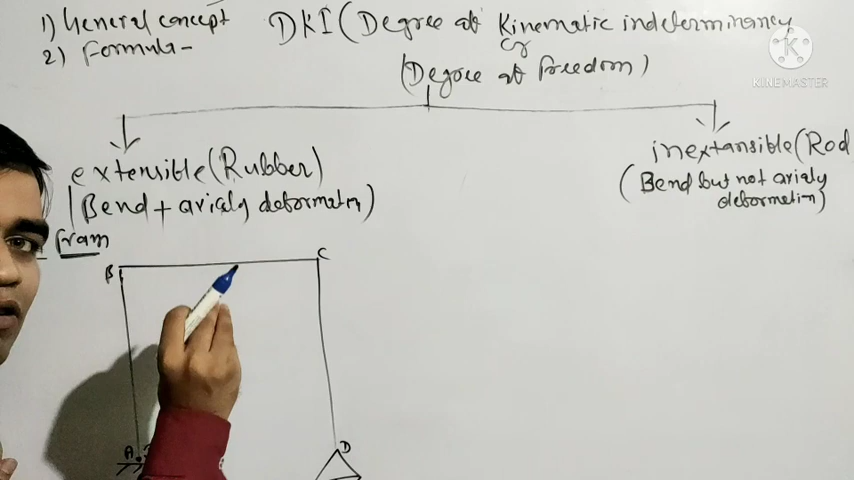 1) General concept
2) Formula-
DKI (Degree of Kinematic indeterminancy
or
(Degree of freedom)
extensible (Rubber)
(Bend + axialy deformation)
inextansible (Rod
(Bend but not axialy
deformation)
fram
B
C
A
D
K
KINEMASTER